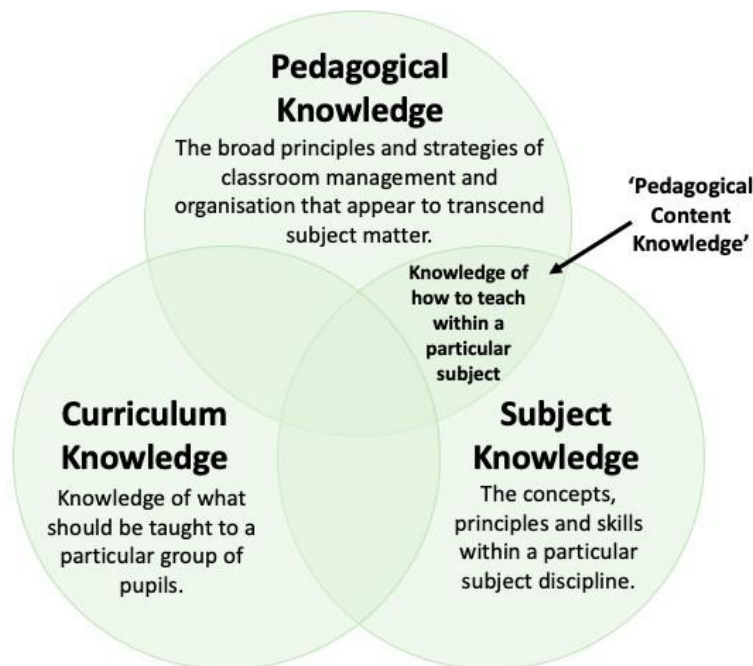 Pedagogical
Knowledge
The broad principles and strategies of
classroom management and
organisation that appear to transcend
subject matter.
‘Pedagogical
Content
Knowledge’
Knowledge of
how to teach
within a
particular
subject
Curriculum
Knowledge
Knowledge of what
should be taught to a
particular group of
pupils.
Subject
Knowledge
The concepts,
principles and skills
within a particular
subject discipline.